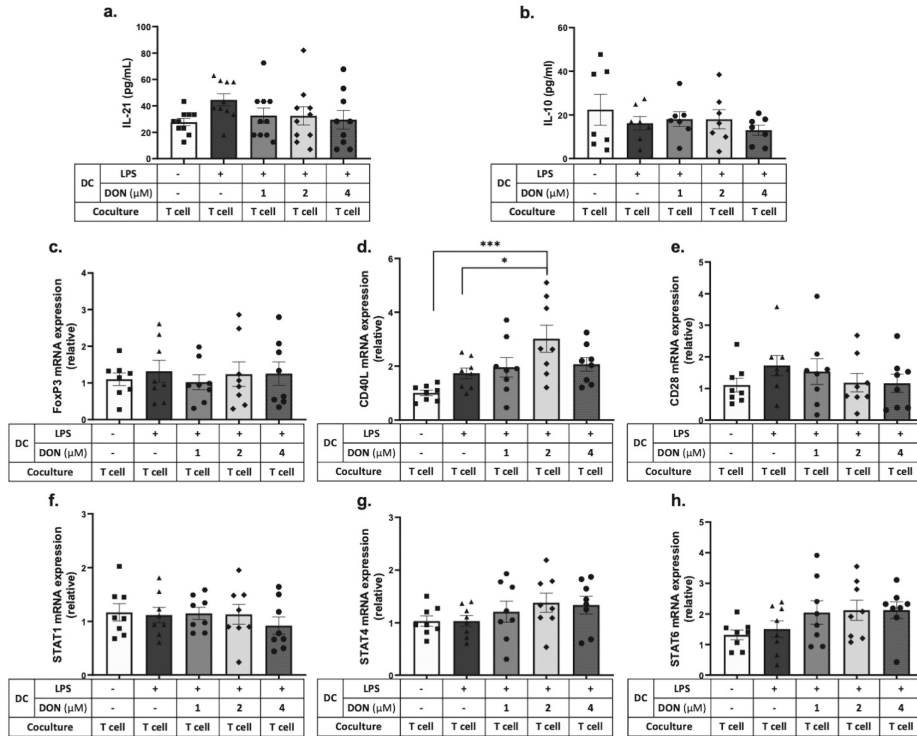 a.
IL-21 (pg/mL)
100
80
60
40
20
0
DC LPS - + + + +
DON (μM) - - 1 2 4
Coculture T cell T cell T cell T cell T cell
b.
IL-10 (pg/ml)
60
40
20
0
DC LPS - + + + +
DON (μM) - - 1 2 4
Coculture T cell T cell T cell T cell T cell
c.
FoxP3 mRNA expression
(relative)
4
3
2
1
0
DC LPS - + + + +
DON (μM) - - 1 2 4
Coculture T cell T cell T cell T cell T cell
d.
***
*
CD40L mRNA expression
(relative)
6
4
2
0
DC LPS - + + + +
DON (μM) - - 1 2 4
Coculture T cell T cell T cell T cell T cell
e.
CD28 mRNA expression
(relative)
5
4
3
2
1
0
DC LPS - + + + +
DON (μM) - - 1 2 4
Coculture T cell T cell T cell T cell T cell
f.
STAT1 mRNA expression
(relative)
3
2
1
0
DC LPS - + + + +
DON (μM) - - 1 2 4
Coculture T cell T cell T cell T cell T cell
g.
STAT4 mRNA expression
(relative)
3
2
1
0
DC LPS - + + + +
DON (μM) - - 1 2 4
Coculture T cell T cell T cell T cell T cell
h.
STAT6 mRNA expression
(relative)
5
4
3
2
1
0
DC LPS - + + + +
DON (μM) - - 1 2 4
Coculture T cell T cell T cell T cell T cell